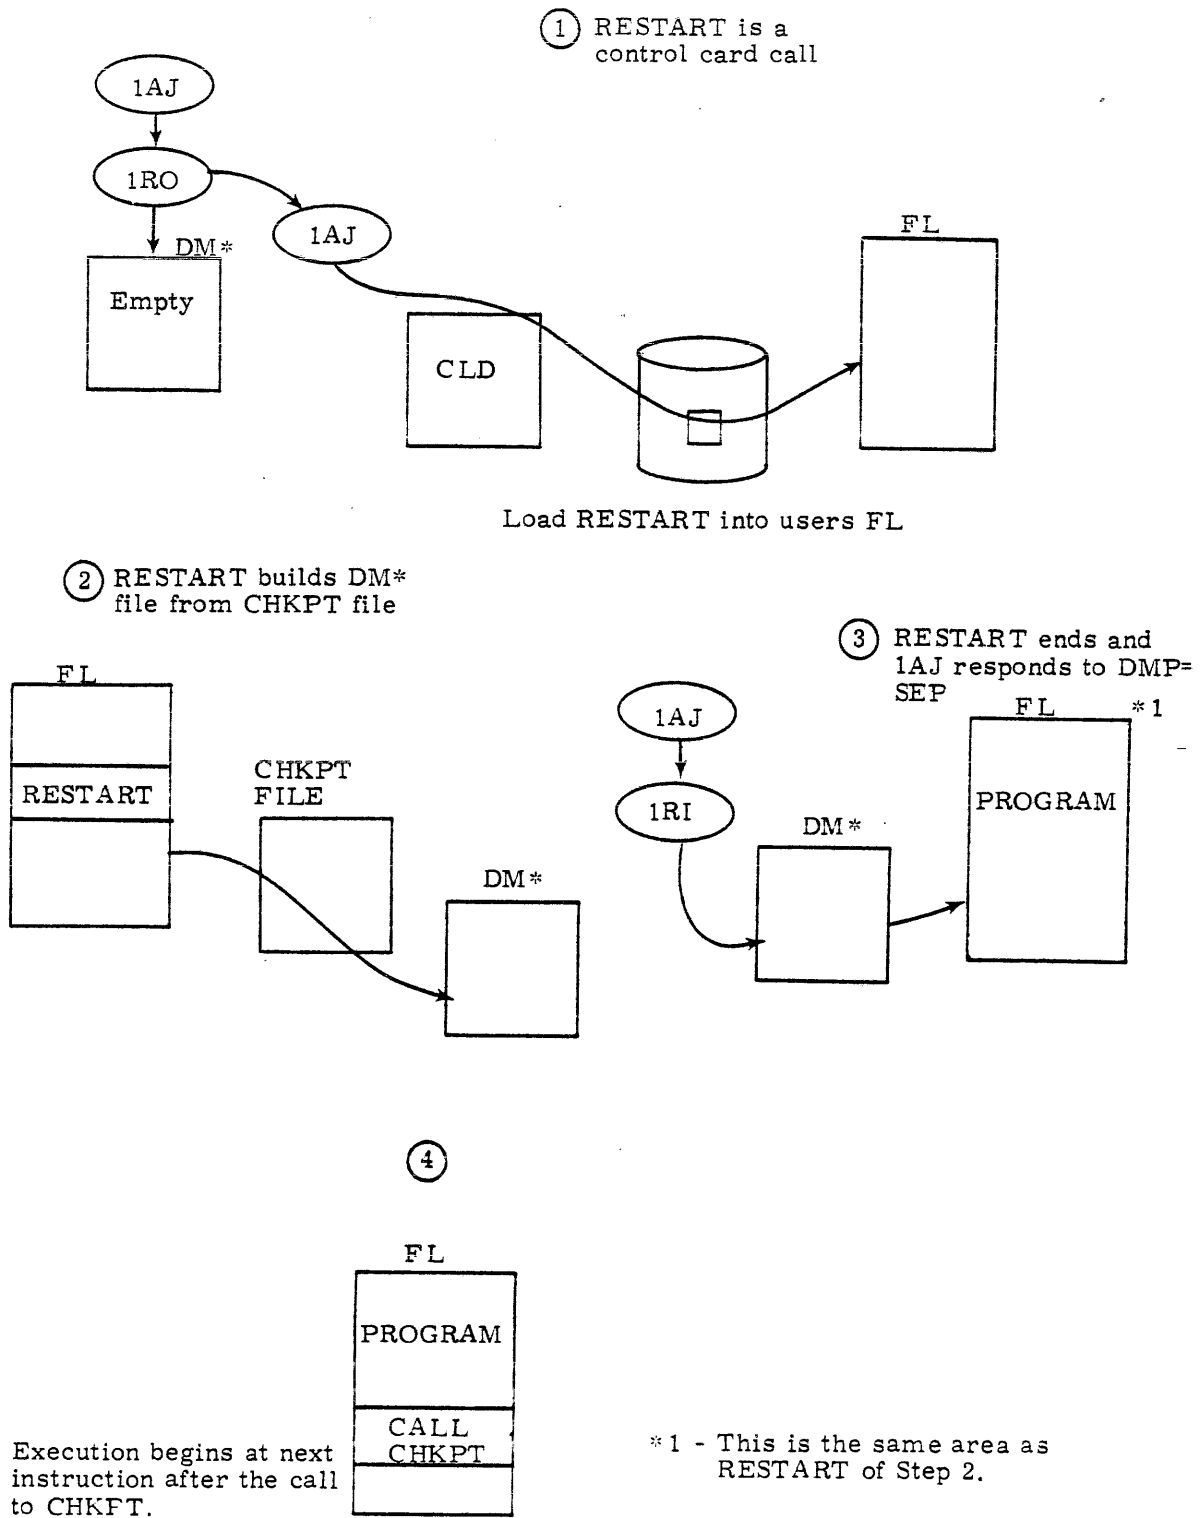 1 RESTART is a
control card call
1AJ
1RO
1AJ
DM*
Empty
CLD
FL
Load RESTART into users FL
2 RESTART builds DM*
file from CHKPT file
FL
RESTART
CHKPT
FILE
DM*
3 RESTART ends and
1AJ responds to DMP=
SEP
1AJ
1RI
DM*
FL *1
PROGRAM
4
FL
PROGRAM
CALL
CHKPT
Execution begins at next
instruction after the call
to CHKFT.
*1 - This is the same area as
RESTART of Step 2.